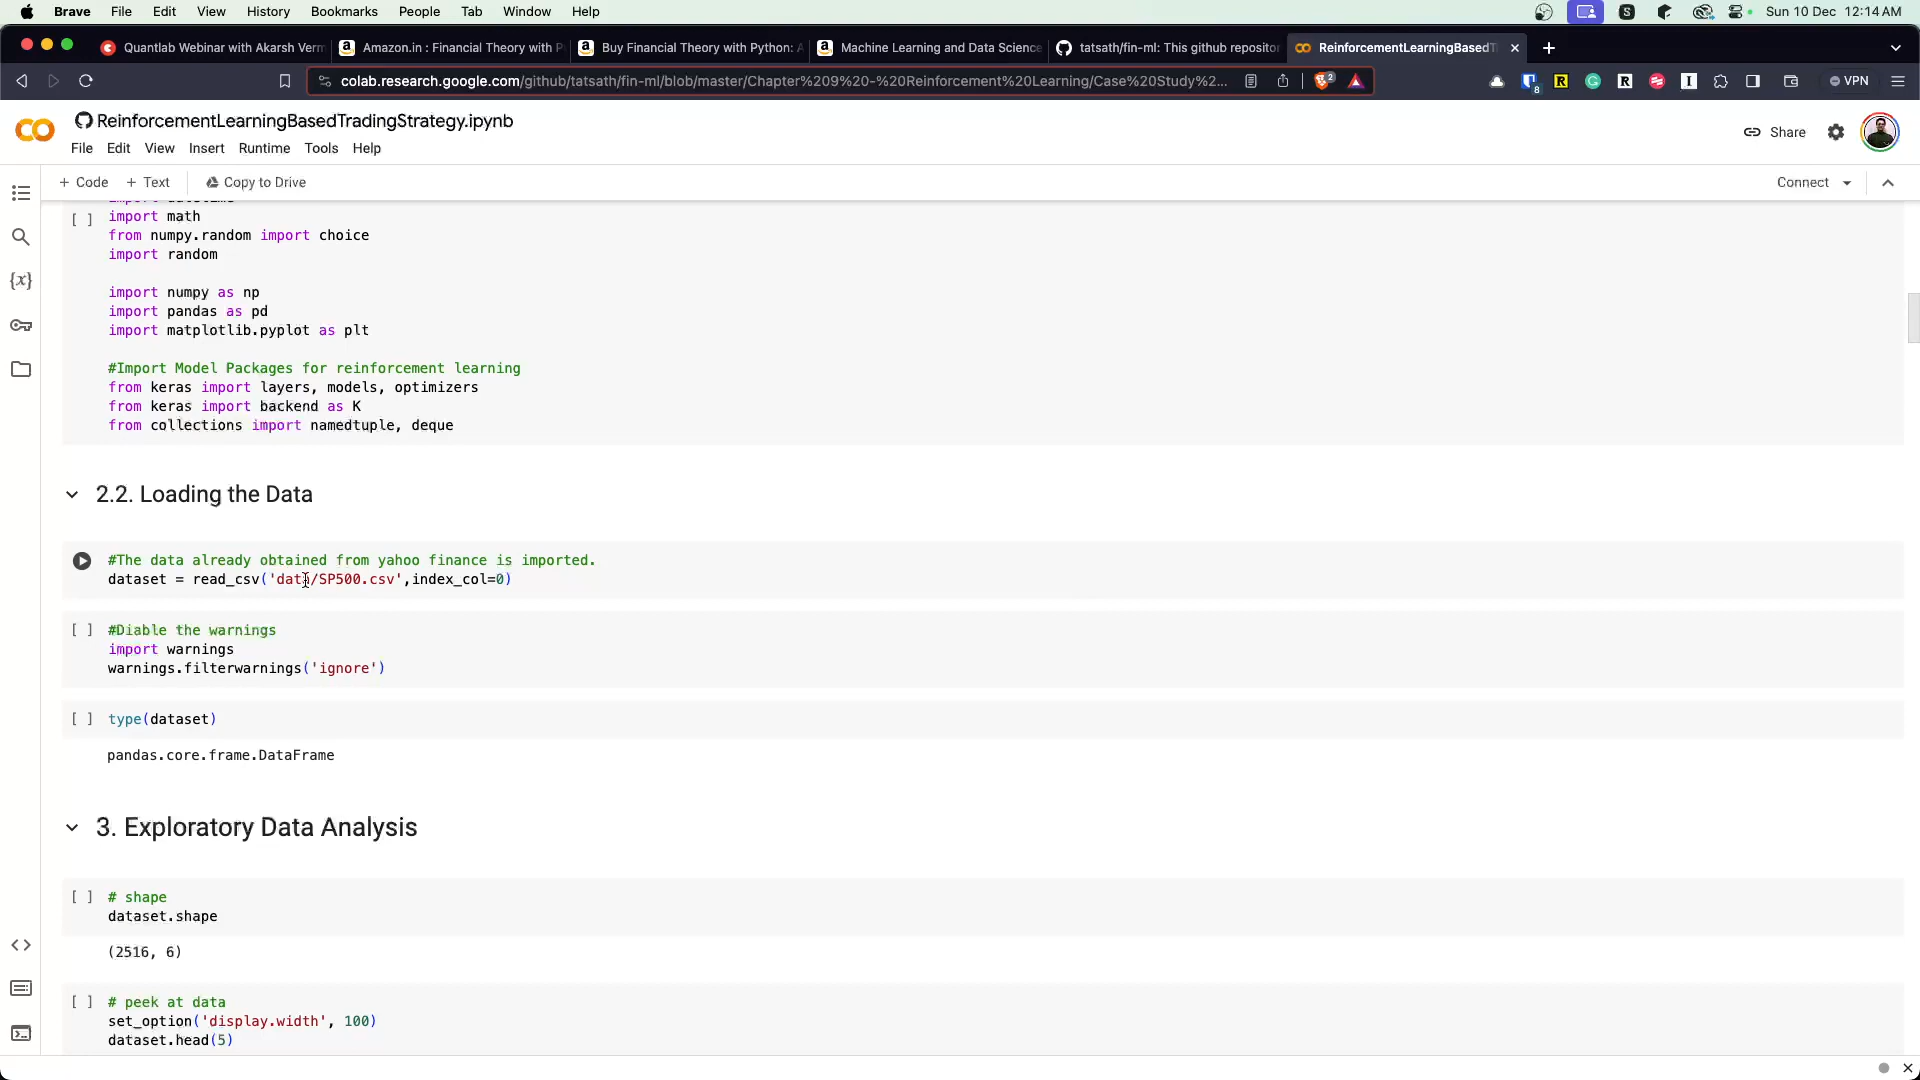 Brave File Edit View History Bookmarks People Tab Window Help Sun 10 Dec 12:14 AM
Quantlab Webinar with Akarsh Verm Amazon.in : Financial Theory with P Buy Financial Theory with Python: A Machine Learning and Data Science tatsath/fin-ml: This github repositor ReinforcementLearningBasedT
colab.research.google.com/github/tatsath/fin-ml/blob/master/Chapter%209%20-%20Reinforcement%20Learning/Case%20Study%2... 2 8 VPN
ReinforcementLearningBasedTradingStrategy.ipynb
Share
File Edit View Insert Runtime Tools Help
+ Code + Text Copy to Drive Connect
[ ] import math
from numpy.random import choice
import random
import numpy as np
import pandas as pd
import matplotlib.pyplot as plt
#Import Model Packages for reinforcement learning
from keras import layers, models, optimizers
from keras import backend as K
from collections import namedtuple, deque
2.2. Loading the Data
#The data already obtained from yahoo finance is imported.
dataset = read_csv('data/SP500.csv',index_col=0)
[ ] #Diable the warnings
import warnings
warnings.filterwarnings('ignore')
[ ] type(dataset)
pandas.core.frame.DataFrame
3. Exploratory Data Analysis
[ ] # shape
dataset.shape
(2516, 6)
[ ] # peek at data
set_option('display.width', 100)
dataset.head(5)